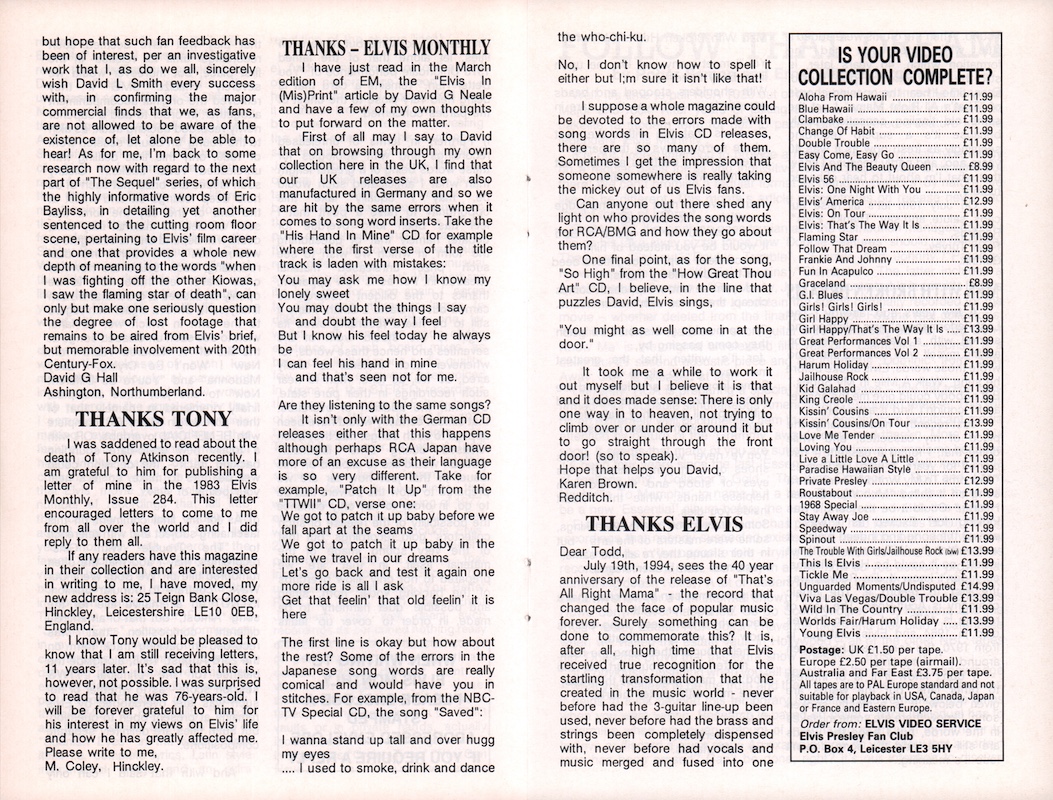 but hope that such fan feedback has
been of interest, per an investigative
work that I, as do we all, sincerely
wish David L Smith every success
with, in confirming the major
commercial finds that we, as fans,
are not allowed to be aware of the
existence of, let alone be able to
hear! As for me, I'm back to some
research now with regard to the next
part of "The Sequel" series, of which
the highly informative words of Eric
Bayliss, in detailing yet another
sentenced to the cutting room floor
scene, pertaining to Elvis' film career
and one that provides a whole new
depth of meaning to the words "when
I was fighting off the other Kiowas,
I saw the flaming star of death", can
only but make one seriously question
the degree of lost footage that
remains to be aired from Elvis' brief,
but memorable involvement with 20th
Century-Fox.
David G Hall
Ashington, Northumberland.
THANKS TONY
I was saddened to read about the
death of Tony Atkinson recently. I
am grateful to him for publishing a
letter of mine in the 1983 Elvis
Monthly, Issue 284. This letter
encouraged letters to come to me
from all over the world and I did
reply to them all.
If any readers have this magazine
in their collection and are interested
in writing to me, I have moved, my
new address is: 25 Teign Bank Close,
Hinckley, Leicestershire LE10 0EB,
England.
I know Tony would be pleased to
know that I am still receiving letters,
11 years later. It's sad that this is,
however, not possible. I was surprised
to read that he was 76-years-old. I
will be forever grateful to him for
his interest in my views on Elvis' life
and how he has greatly affected me.
Please write to me,
M. Coley, Hinckley.
THANKS – ELVIS MONTHLY
I have just read in the March
edition of EM, the "Elvis In
(Mis)Print" article by David G Neale
and have a few of my own thoughts
to put forward on the matter.
First of all may I say to David
that on browsing through my own
collection here in the UK, I find that
our UK releases are also
manufactured in Germany and so we
are hit by the same errors when it
comes to song word inserts. Take the
"His Hand In Mine" CD for example
where the first verse of the title
track is laden with mistakes:
You may ask me how I know my
lonely sweet
You may doubt the things I say
and doubt the way I feel
But I know his feel today he always
be
I can feel his hand in mine
and that's seen not for me.
Are they listening to the same songs?
It isn't only with the German CD
releases either that this happens
although perhaps RCA Japan have
more of an excuse as their language
is so very different. Take for
example, "Patch It Up" from the
"TTWII" CD, verse one:
We got to patch it up baby before we
fall apart at the seams
We got to patch it up baby in the
time we travel in our dreams
Let's go back and test it again one
more ride is all I ask
Get that feelin' that old feelin' it is
here
The first line is okay but how about
the rest? Some of the errors in the
Japanese song words are really
comical and would have you in
stitches. For example, from the NBC-
TV Special CD, the song "Saved":
I wanna stand up tall and over hugg
my eyes
.... I used to smoke, drink and dance
the who-chi-ku.
No, I don't know how to spell it
either but I;m sure it isn't like that!
I suppose a whole magazine could
be devoted to the errors made with
song words in Elvis CD releases,
there are so many of them.
Sometimes I get the impression that
someone somewhere is really taking
the mickey out of us Elvis fans.
Can anyone out there shed any
light on who provides the song words
for RCA/BMG and how they go about
them?
One final point, as for the song,
"So High" from the "How Great Thou
Art" CD, I believe, in the line that
puzzles David, Elvis sings,
"You might as well come in at the
door."
It took me a while to work it
out myself but I believe it is that
and it does made sense: There is only
one way in to heaven, not trying to
climb over or under or around it but
to go straight through the front
door! (so to speak).
Hope that helps you David,
Karen Brown.
Redditch.
THANKS ELVIS
Dear Todd,
July 19th, 1994, sees the 40 year
anniversary of the release of "That's
All Right Mama" - the record that
changed the face of popular music
forever. Surely something can be
done to commemorate this? It is,
after all, high time that Elvis
received true recognition for the
startling transformation that he
created in the music world - never
before had the 3-guitar line-up been
used, never before had the brass and
strings been completely dispensed
with, never before had vocals and
music merged and fused into one
IS YOUR VIDEO
COLLECTION COMPLETE?
Aloha From Hawaii .................... £11.99
Blue Hawaii ............................... £11.99
Clambake .................................. £11.99
Change Of Habit ........................ £11.99
Double Trouble .......................... £11.99
Easy Come, Easy Go ................. £11.99
Elvis And The Beauty Queen .......... £8.99
Elvis 56 ..................................... £11.99
Elvis: One Night With You ........... £11.99
Elvis' America ............................ £12.99
Elvis: On Tour ............................ £11.99
Elvis: That's The Way It Is ............ £11.99
Flaming Star .............................. £11.99
Follow That Dream ..................... £11.99
Frankie And Johnny .................... £11.99
Fun In Acapulco ......................... £11.99
Graceland ................................... £8.99
G.I. Blues ................................... £11.99
Girls! Girls! Girls! ....................... £11.99
Girl Happy ................................. £11.99
Girl Happy/That's The Way It Is ..... £13.99
Great Performances Vol 1 ............ £11.99
Great Performances Vol 2 ............ £11.99
Harum Holiday ........................... £11.99
Jailhouse Rock ........................... £11.99
Kid Galahad ............................... £11.99
King Creole ................................ £11.99
Kissin' Cousins .......................... £11.99
Kissin' Cousins/On Tour .............. £13.99
Love Me Tender ......................... £11.99
Loving You ................................. £11.99
Live a Little Love A Little ............. £11.99
Paradise Hawaiian Style .............. £11.99
Private Presley ........................... £12.99
Roustabout ................................ £11.99
1968 Special .............................. £11.99
Stay Away Joe ........................... £11.99
Speedway .................................. £11.99
Spinout ...................................... £11.99
The Trouble With Girls/Jailhouse Rock (b/w) £13.99
This Is Elvis ............................... £11.99
Tickle Me ................................... £11.99
Unguarded Moments/Undisputed £14.99
Viva Las Vegas/Double Trouble £13.99
Wild In The Country .................... £11.99
Worlds Fair/Harum Holiday ..... £13.99
Young Elvis ................................ £11.99
Postage: UK £1.50 per tape.
Europe £2.50 per tape (airmail).
Australia and Far East £3.75 per tape.
All tapes are to PAL Europe standard and not
suitable for playback in USA, Canada, Japan
or France and Eastern Europe.
Order from: ELVIS VIDEO SERVICE
Elvis Presley Fan Club
P.O. Box 4, Leicester LE3 5HY